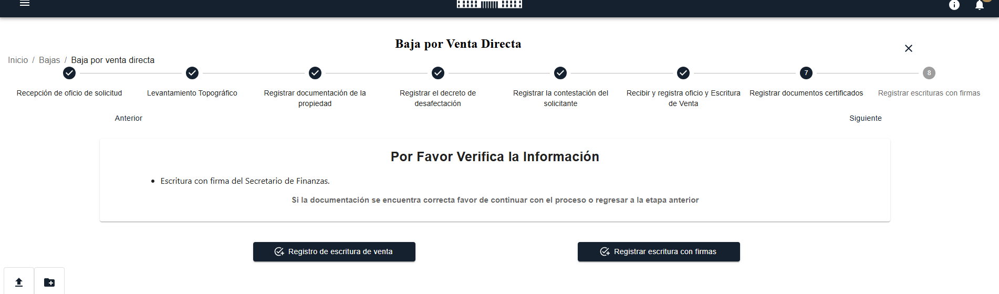 Baja por Venta Directa
Inicio / Bajas / Baja por venta directa
7
8
Recepción de oficio de solicitud
Levantamiento Topográfico
Registrar documentación de la
propiedad
Registrar el decreto de
desafectación
Registrar la contestación del
solicitante
Recibir y registra oficio y Escritura
de Venta
Registrar documentos certificados
Registrar escrituras con firmas
Anterior
Siguiente
Por Favor Verifica la Información
• Escritura con firma del Secretario de Finanzas.
Si la documentación se encuentra correcta favor de continuar con el proceso o regresar a la etapa anterior
Registro de escritura de venta
Registrar escritura con firmas